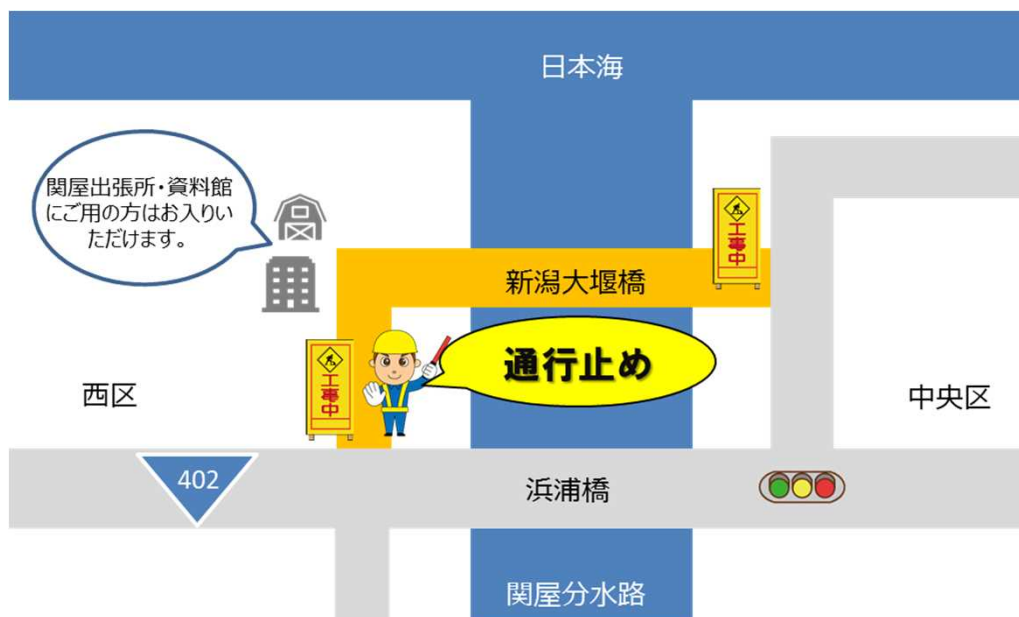 日本海
関屋出張所・資料館
にご用の方はお入りい
ただけます。
工事中
新潟大堰橋
工事中
通行止め
西区
中央区
402
浜浦橋
関屋分水路